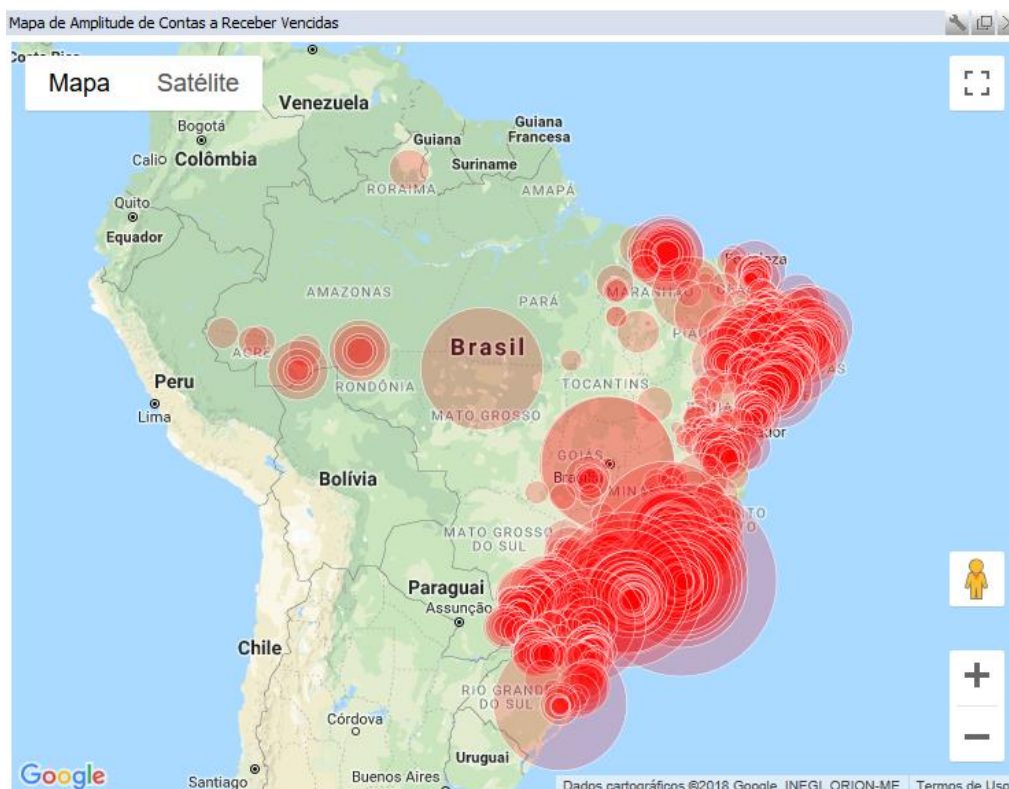 Mapa de Amplitude de Contas a Receber Vencidas
Mapa
Satélite
Venezuela
Bogotá
Guiana
Guiana
Francesa
Cali
Colômbia
Suriname
RORAIMA
AMAPÁ
Quito
Equador
AMAZONAS
PARÁ
MARANHÃO
ACRE
Brasil
Peru
RONDÔNIA
TOCANTINS
Lima
MATO GROSSO
GOIÁS
Bolívia
MATO GROSSO
DO SUL
Paraguai
Assunção
Chile
RIO GRANDE
DO SUL
Córdova
Uruguai
Google
Santiago
Buenos Aires
Dados cartográficos ©2018 Google, INEGI, ORION-ME
Termos de Uso